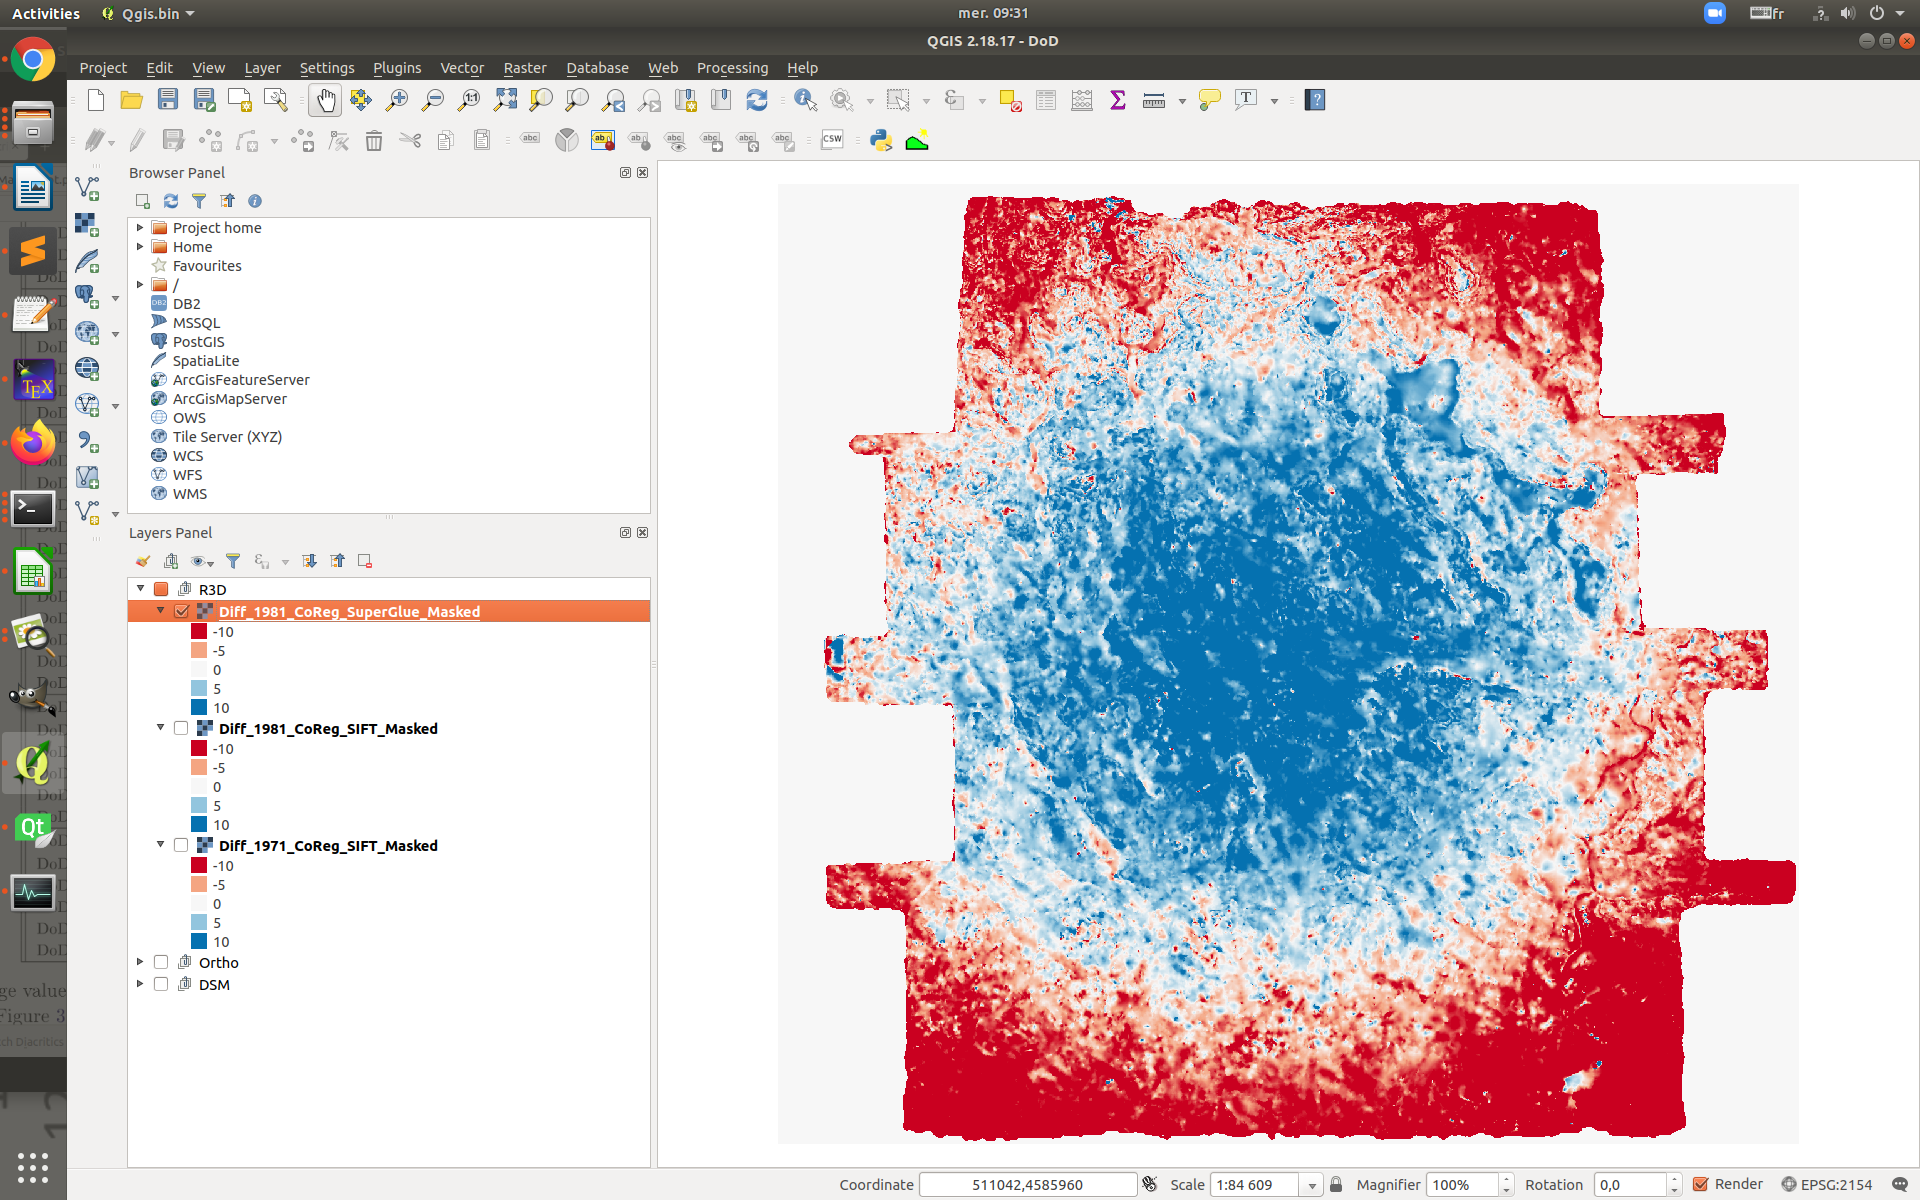 Activities
Qgis.bin
mer. 09:31
fr
QGIS 2.18.17 - DoD
Project Edit View Layer Settings Plugins Vector Raster Database Web Processing Help
Browser Panel
Project home
Home
Favourites
/
DB2
MSSQL
PostGIS
SpatiaLite
ArcGisFeatureServer
ArcGisMapServer
OWS
Tile Server (XYZ)
WCS
WFS
WMS
Layers Panel
R3D
Diff_1981_CoReg_SuperGlue_Masked
-10
-5
0
5
10
Diff_1981_CoReg_SIFT_Masked
-10
-5
0
5
10
Diff_1971_CoReg_SIFT_Masked
-10
-5
0
5
10
Ortho
DSM
ge value
Figure 3
Coordinate 511042,4585960 Scale 1:84 609 Magnifier 100% Rotation 0,0 Render EPSG:2154